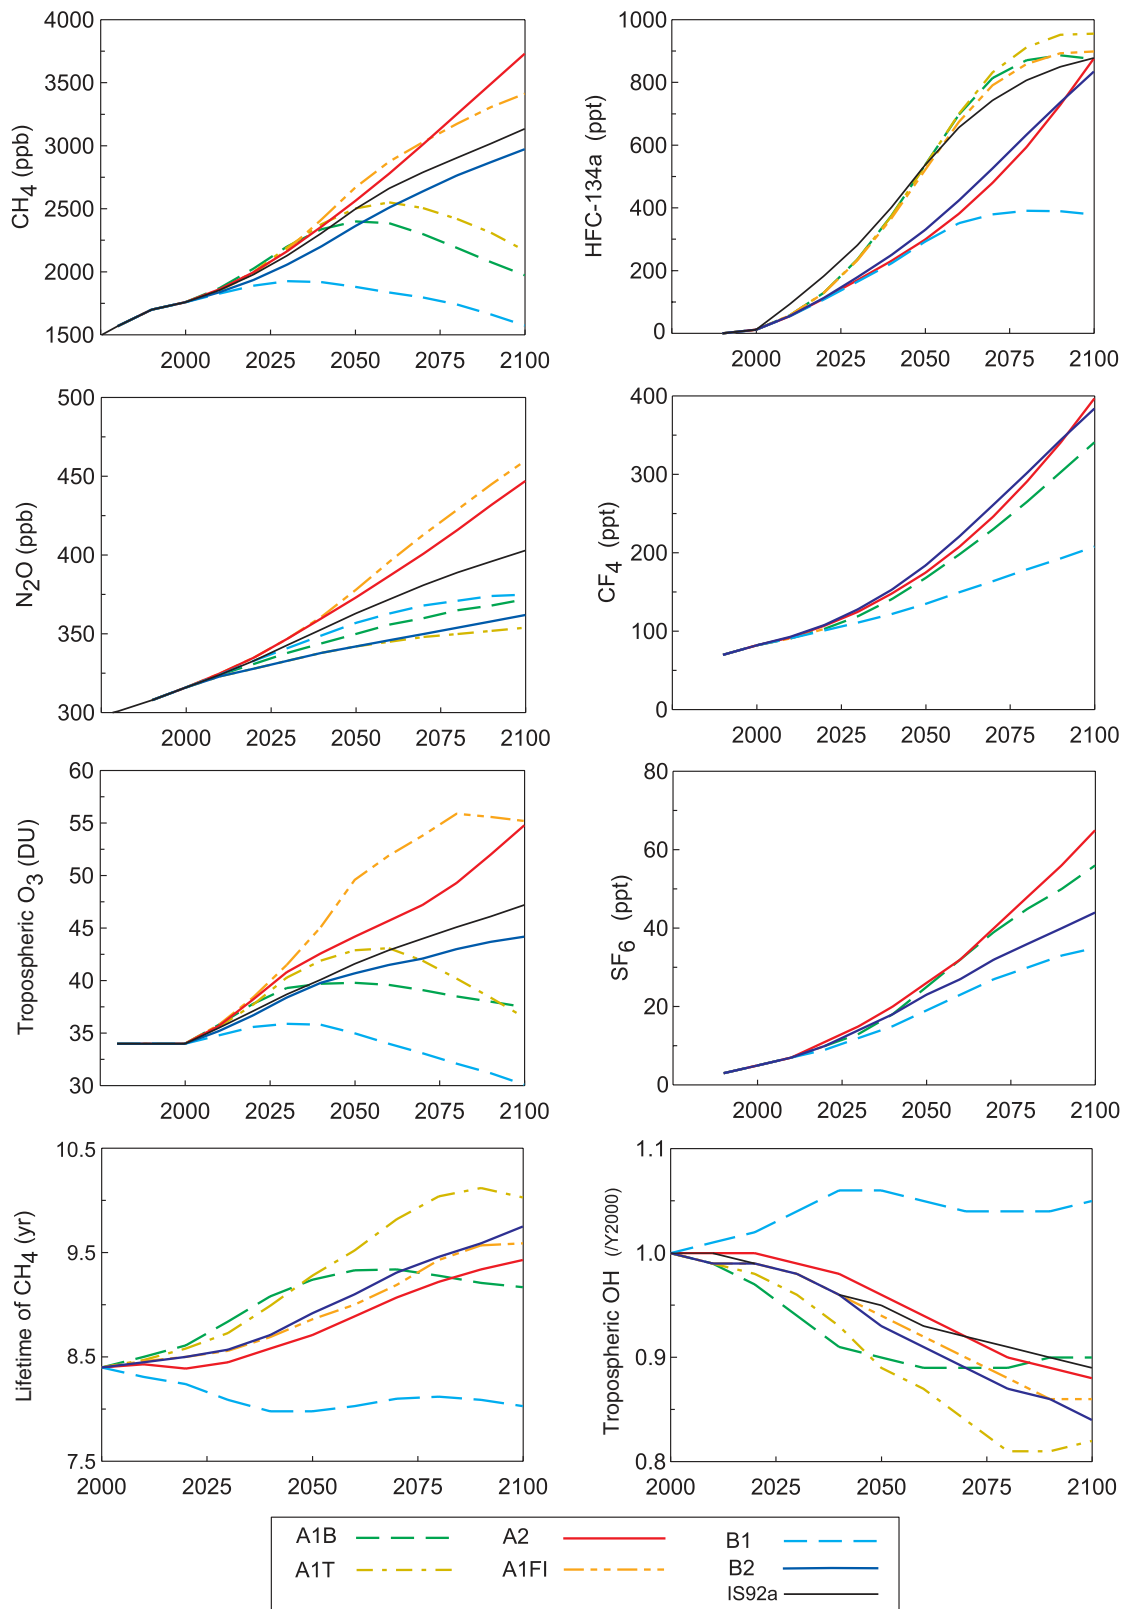 4000
3500
3000
2500
2000
1500
CH4 (ppb)
2000 2025 2050 2075 2100
1000
800
600
400
200
0
HFC-134a (ppt)
2000 2025 2050 2075 2100
500
450
400
350
300
N2O (ppb)
2000 2025 2050 2075 2100
400
300
200
100
0
CF4 (ppt)
2000 2025 2050 2075 2100
60
55
50
45
40
35
30
Tropospheric O3 (DU)
2000 2025 2050 2075 2100
80
60
40
20
0
SF6 (ppt)
2000 2025 2050 2075 2100
10.5
9.5
8.5
7.5
Lifetime of CH4 (yr)
2000 2025 2050 2075 2100
1.1
1.0
0.9
0.8
Tropospheric OH (/Y2000)
2000 2025 2050 2075 2100
A1B A2 B1
A1T A1FI B2
IS92a